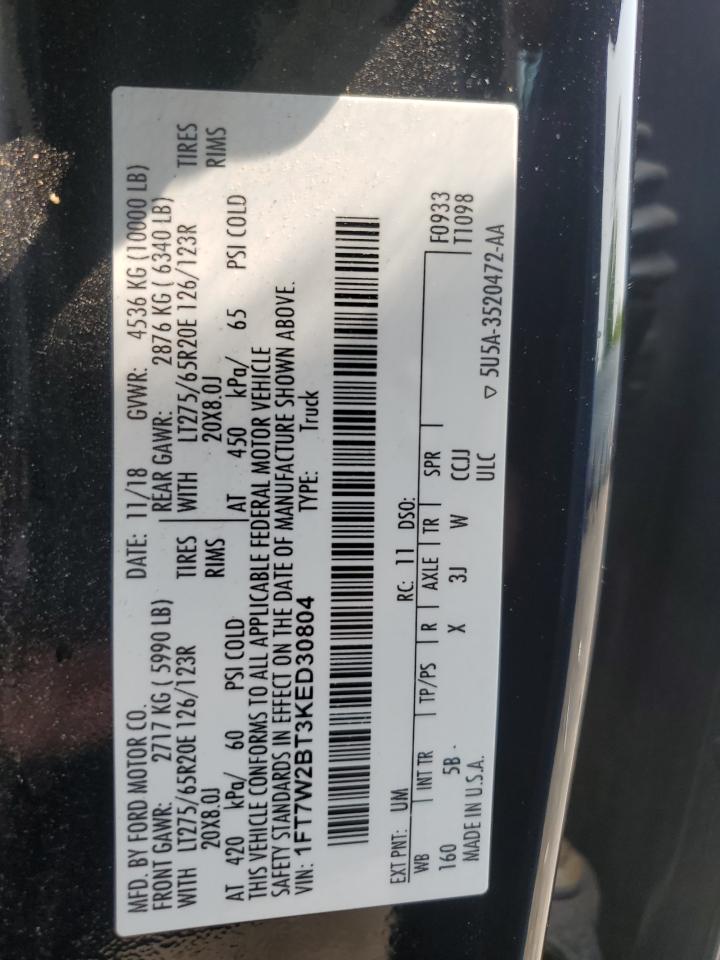 MFD. BY FORD MOTOR CO.
DATE: 11/18 GVWR: 4536 KG (10000 LB)
FRONT GAWR: 2717 KG ( 5990 LB) REAR GAWR: 2876 KG ( 6340 LB)
WITH LT275/65R20E 126/123R TIRES WITH LT275/65R20E 126/123R TIRES
20X8.0J RIMS 20X8.0J RIMS
AT 420 kPa/ 60 PSI COLD AT 450 kPa/ 65 PSI COLD
THIS VEHICLE CONFORMS TO ALL APPLICABLE FEDERAL MOTOR VEHICLE
SAFETY STANDARDS IN EFFECT ON THE DATE OF MANUFACTURE SHOWN ABOVE.
VIN: 1FT7W2BT3KED30804 TYPE: Truck
EXT PNT: UM RC: 11 DSO: F0933
WB | INT TR | TP/PS | R | AXLE | TR | SPR T1098
160 5B X 3J W CCJJ
MADE IN U.S.A. ULC ▽ 5U5A-3520472-AA